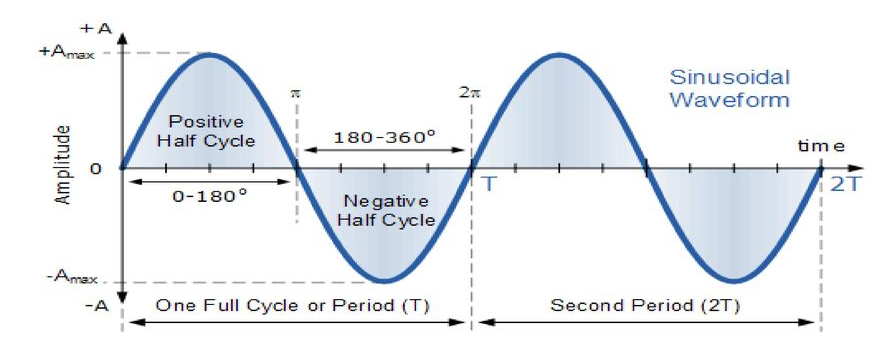 +A
+Amax
π
2π
Sinusoidal
Waveform
Positive
Half Cycle
180-360°
time
Amplitude
0
0-180°
T
2T
Negative
Half Cycle
-Amax
-A
One Full Cycle or Period (T)
Second Period (2T)